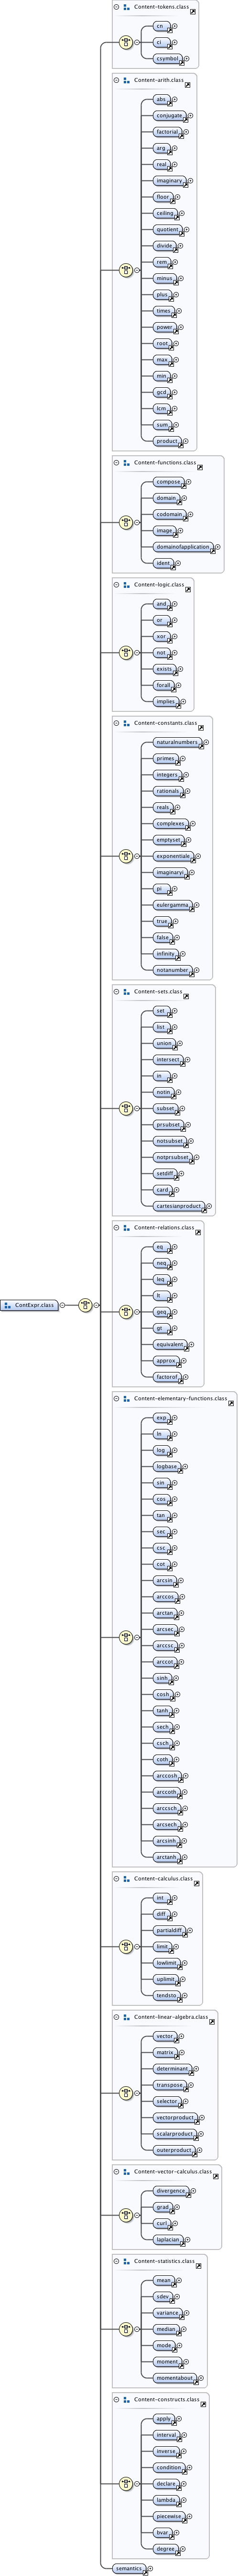 Content-tokens.class
cn
ci
csymbol
Content-arith.class
abs
conjugate
factorial
arg
real
imaginary
floor
ceiling
quotient
divide
rem
minus
plus
times
power
root
max
min
gcd
lcm
sum
product
Content-functions.class
compose
domain
codomain
image
domainofapplication
ident
Content-logic.class
and
or
xor
not
exists
forall
implies
Content-constants.class
naturalnumbers
primes
integers
rationals
reals
complexes
emptyset
exponentiale
imaginaryi
pi
eulergamma
true
false
infinity
notanumber
Content-sets.class
set
list
union
intersect
in
notin
subset
prsubset
notsubset
notprsubset
setdiff
card
cartesianproduct
Content-relations.class
eq
neq
leq
lt
geq
gt
equivalent
approx
factorof
ContExpr.class
Content-elementary-functions.class
exp
ln
log
logbase
sin
cos
tan
sec
csc
cot
arcsin
arccos
arctan
arcsec
arccsc
arccot
sinh
cosh
tanh
sech
csch
coth
arccosh
arccoth
arccsch
arcsech
arcsinh
arctanh
Content-calculus.class
int
diff
partialdiff
limit
lowlimit
uplimit
tendsto
Content-linear-algebra.class
vector
matrix
determinant
transpose
selector
vectorproduct
scalarproduct
outerproduct
Content-vector-calculus.class
divergence
grad
curl
laplacian
Content-statistics.class
mean
sdev
variance
median
mode
moment
momentabout
Content-constructs.class
apply
interval
inverse
condition
declare
lambda
piecewise
bvar
degree
semantics